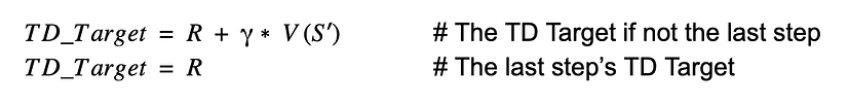 TD_Target = R + γ * V(S′) # The TD Target if not the last step
TD_Target = R # The last step's TD Target